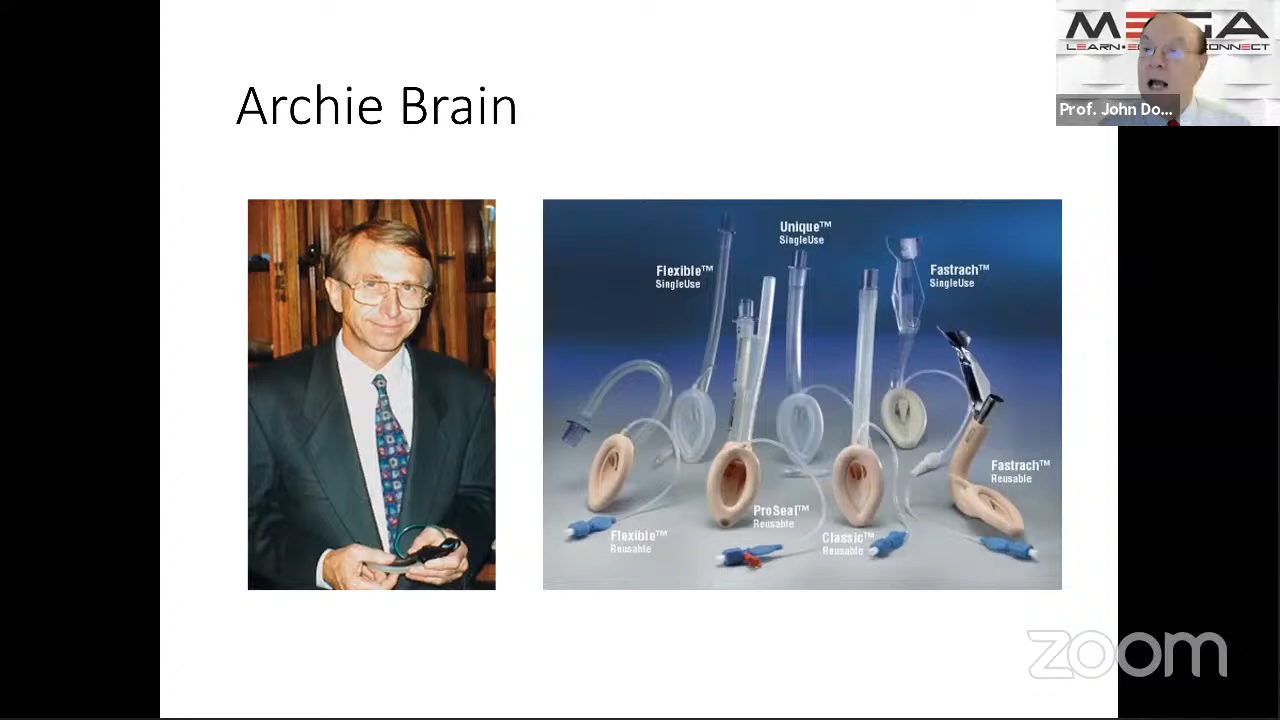 Archie Brain
MEGA
Prof. John Do...
Unique™
SingleUse
Flexible™
SingleUse
Fastrach™
SingleUse
Fastrach™
Reusable
ProSeal™
Reusable
Flexible™
Reusable
Classic™
Reusable
zoom